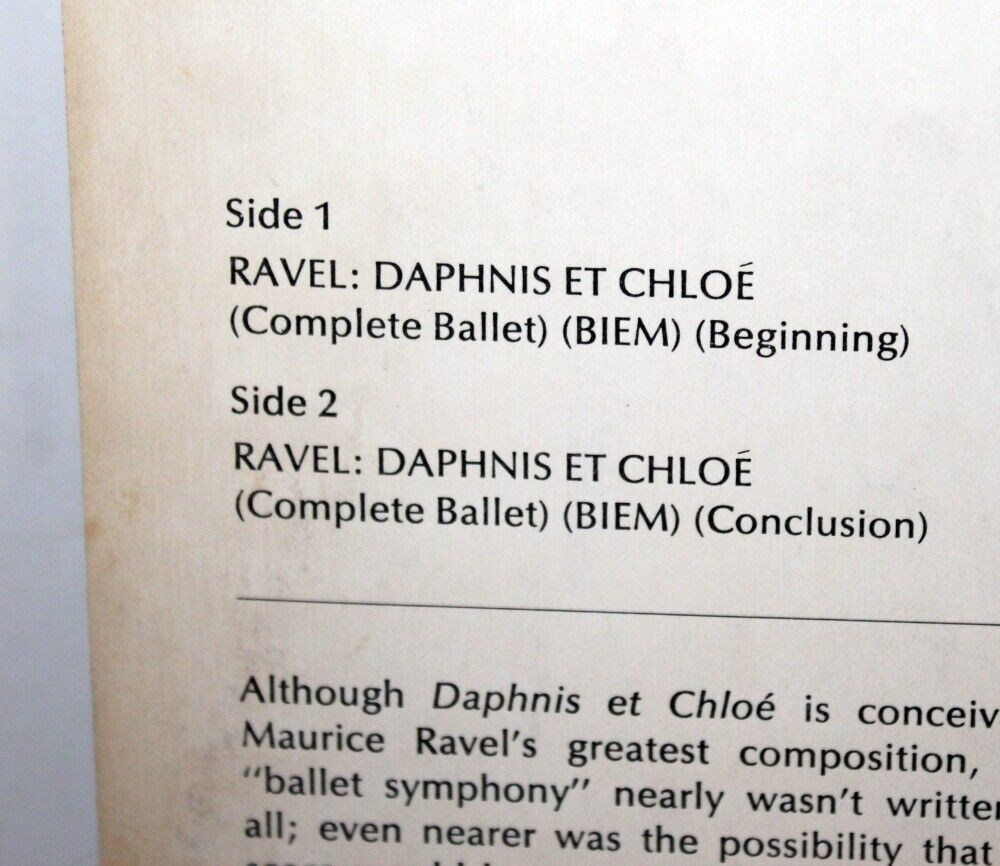 Side 1
RAVEL: DAPHNIS ET CHLOÉ
(Complete Ballet) (BIEM) (Beginning)
Side 2
RAVEL: DAPHNIS ET CHLOÉ
(Complete Ballet) (BIEM) (Conclusion)
Although Daphnis et Chloé is conceiv
Maurice Ravel's greatest composition,
"ballet symphony" nearly wasn't written
all; even nearer was the possibility that